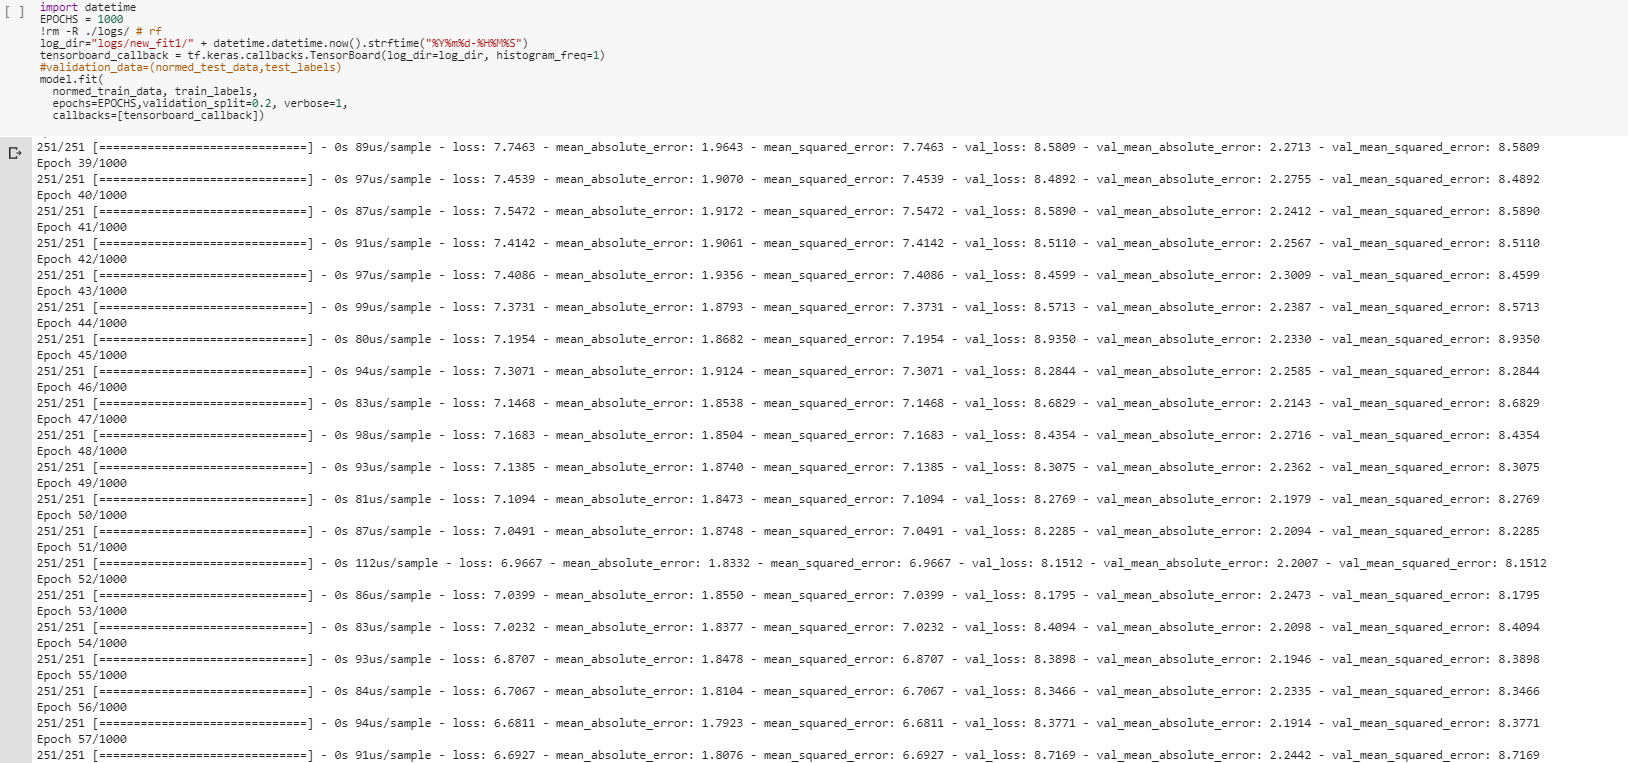 [ ]
import datetime
EPOCHS = 1000
!rm -R ./logs/ # rf
log_dir="logs/new_fit1/" + datetime.datetime.now().strftime("%Y%m%d-%H%M%S")
tensorboard_callback = tf.keras.callbacks.TensorBoard(log_dir=log_dir, histogram_freq=1)
#validation_data=(normed_test_data,test_labels)
model.fit(
  normed_train_data, train_labels,
  epochs=EPOCHS,validation_split=0.2, verbose=1,
  callbacks=[tensorboard_callback])
251/251 [==============================] - 0s 89us/sample - loss: 7.7463 - mean_absolute_error: 1.9643 - mean_squared_error: 7.7463 - val_loss: 8.5809 - val_mean_absolute_error: 2.2713 - val_mean_squared_error: 8.5809
Epoch 39/1000
251/251 [==============================] - 0s 97us/sample - loss: 7.4539 - mean_absolute_error: 1.9070 - mean_squared_error: 7.4539 - val_loss: 8.4892 - val_mean_absolute_error: 2.2755 - val_mean_squared_error: 8.4892
Epoch 40/1000
251/251 [==============================] - 0s 87us/sample - loss: 7.5472 - mean_absolute_error: 1.9172 - mean_squared_error: 7.5472 - val_loss: 8.5890 - val_mean_absolute_error: 2.2412 - val_mean_squared_error: 8.5890
Epoch 41/1000
251/251 [==============================] - 0s 91us/sample - loss: 7.4142 - mean_absolute_error: 1.9061 - mean_squared_error: 7.4142 - val_loss: 8.5110 - val_mean_absolute_error: 2.2567 - val_mean_squared_error: 8.5110
Epoch 42/1000
251/251 [==============================] - 0s 97us/sample - loss: 7.4086 - mean_absolute_error: 1.9356 - mean_squared_error: 7.4086 - val_loss: 8.4599 - val_mean_absolute_error: 2.3009 - val_mean_squared_error: 8.4599
Epoch 43/1000
251/251 [==============================] - 0s 99us/sample - loss: 7.3731 - mean_absolute_error: 1.8793 - mean_squared_error: 7.3731 - val_loss: 8.5713 - val_mean_absolute_error: 2.2387 - val_mean_squared_error: 8.5713
Epoch 44/1000
251/251 [==============================] - 0s 80us/sample - loss: 7.1954 - mean_absolute_error: 1.8682 - mean_squared_error: 7.1954 - val_loss: 8.9350 - val_mean_absolute_error: 2.2330 - val_mean_squared_error: 8.9350
Epoch 45/1000
251/251 [==============================] - 0s 94us/sample - loss: 7.3071 - mean_absolute_error: 1.9124 - mean_squared_error: 7.3071 - val_loss: 8.2844 - val_mean_absolute_error: 2.2585 - val_mean_squared_error: 8.2844
Epoch 46/1000
251/251 [==============================] - 0s 83us/sample - loss: 7.1468 - mean_absolute_error: 1.8538 - mean_squared_error: 7.1468 - val_loss: 8.6829 - val_mean_absolute_error: 2.2143 - val_mean_squared_error: 8.6829
Epoch 47/1000
251/251 [==============================] - 0s 98us/sample - loss: 7.1683 - mean_absolute_error: 1.8504 - mean_squared_error: 7.1683 - val_loss: 8.4354 - val_mean_absolute_error: 2.2716 - val_mean_squared_error: 8.4354
Epoch 48/1000
251/251 [==============================] - 0s 93us/sample - loss: 7.1385 - mean_absolute_error: 1.8740 - mean_squared_error: 7.1385 - val_loss: 8.3075 - val_mean_absolute_error: 2.2362 - val_mean_squared_error: 8.3075
Epoch 49/1000
251/251 [==============================] - 0s 81us/sample - loss: 7.1094 - mean_absolute_error: 1.8473 - mean_squared_error: 7.1094 - val_loss: 8.2769 - val_mean_absolute_error: 2.1979 - val_mean_squared_error: 8.2769
Epoch 50/1000
251/251 [==============================] - 0s 87us/sample - loss: 7.0491 - mean_absolute_error: 1.8748 - mean_squared_error: 7.0491 - val_loss: 8.2285 - val_mean_absolute_error: 2.2094 - val_mean_squared_error: 8.2285
Epoch 51/1000
251/251 [==============================] - 0s 112us/sample - loss: 6.9667 - mean_absolute_error: 1.8332 - mean_squared_error: 6.9667 - val_loss: 8.1512 - val_mean_absolute_error: 2.2007 - val_mean_squared_error: 8.1512
Epoch 52/1000
251/251 [==============================] - 0s 86us/sample - loss: 7.0399 - mean_absolute_error: 1.8550 - mean_squared_error: 7.0399 - val_loss: 8.1795 - val_mean_absolute_error: 2.2473 - val_mean_squared_error: 8.1795
Epoch 53/1000
251/251 [==============================] - 0s 83us/sample - loss: 7.0232 - mean_absolute_error: 1.8377 - mean_squared_error: 7.0232 - val_loss: 8.4094 - val_mean_absolute_error: 2.2098 - val_mean_squared_error: 8.4094
Epoch 54/1000
251/251 [==============================] - 0s 93us/sample - loss: 6.8707 - mean_absolute_error: 1.8478 - mean_squared_error: 6.8707 - val_loss: 8.3898 - val_mean_absolute_error: 2.1946 - val_mean_squared_error: 8.3898
Epoch 55/1000
251/251 [==============================] - 0s 84us/sample - loss: 6.7067 - mean_absolute_error: 1.8104 - mean_squared_error: 6.7067 - val_loss: 8.3466 - val_mean_absolute_error: 2.2335 - val_mean_squared_error: 8.3466
Epoch 56/1000
251/251 [==============================] - 0s 94us/sample - loss: 6.6811 - mean_absolute_error: 1.7923 - mean_squared_error: 6.6811 - val_loss: 8.3771 - val_mean_absolute_error: 2.1914 - val_mean_squared_error: 8.3771
Epoch 57/1000
251/251 [==============================] - 0s 91us/sample - loss: 6.6927 - mean_absolute_error: 1.8076 - mean_squared_error: 6.6927 - val_loss: 8.7169 - val_mean_absolute_error: 2.2442 - val_mean_squared_error: 8.7169